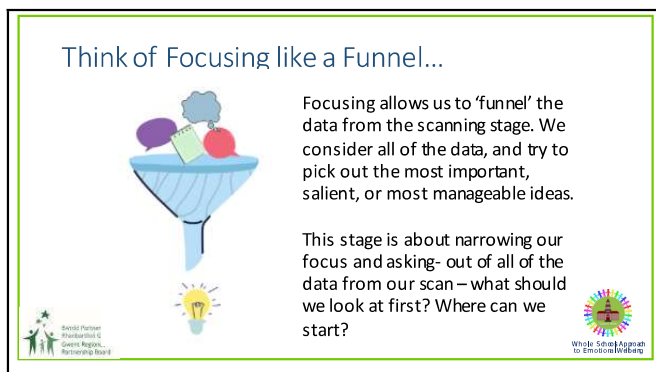 Think of Focusing like a Funnel...
Focusing allows us to ‘funnel’ the
data from the scanning stage. We
consider all of the data, and try to
pick out the most important,
salient, or most manageable ideas.
This stage is about narrowing our
focus and asking- out of all of the
data from our scan – what should
we look at first? Where can we
start?
Gwent Region...
Partnership Board
Whole School Approach
to Emotional Wellbeing